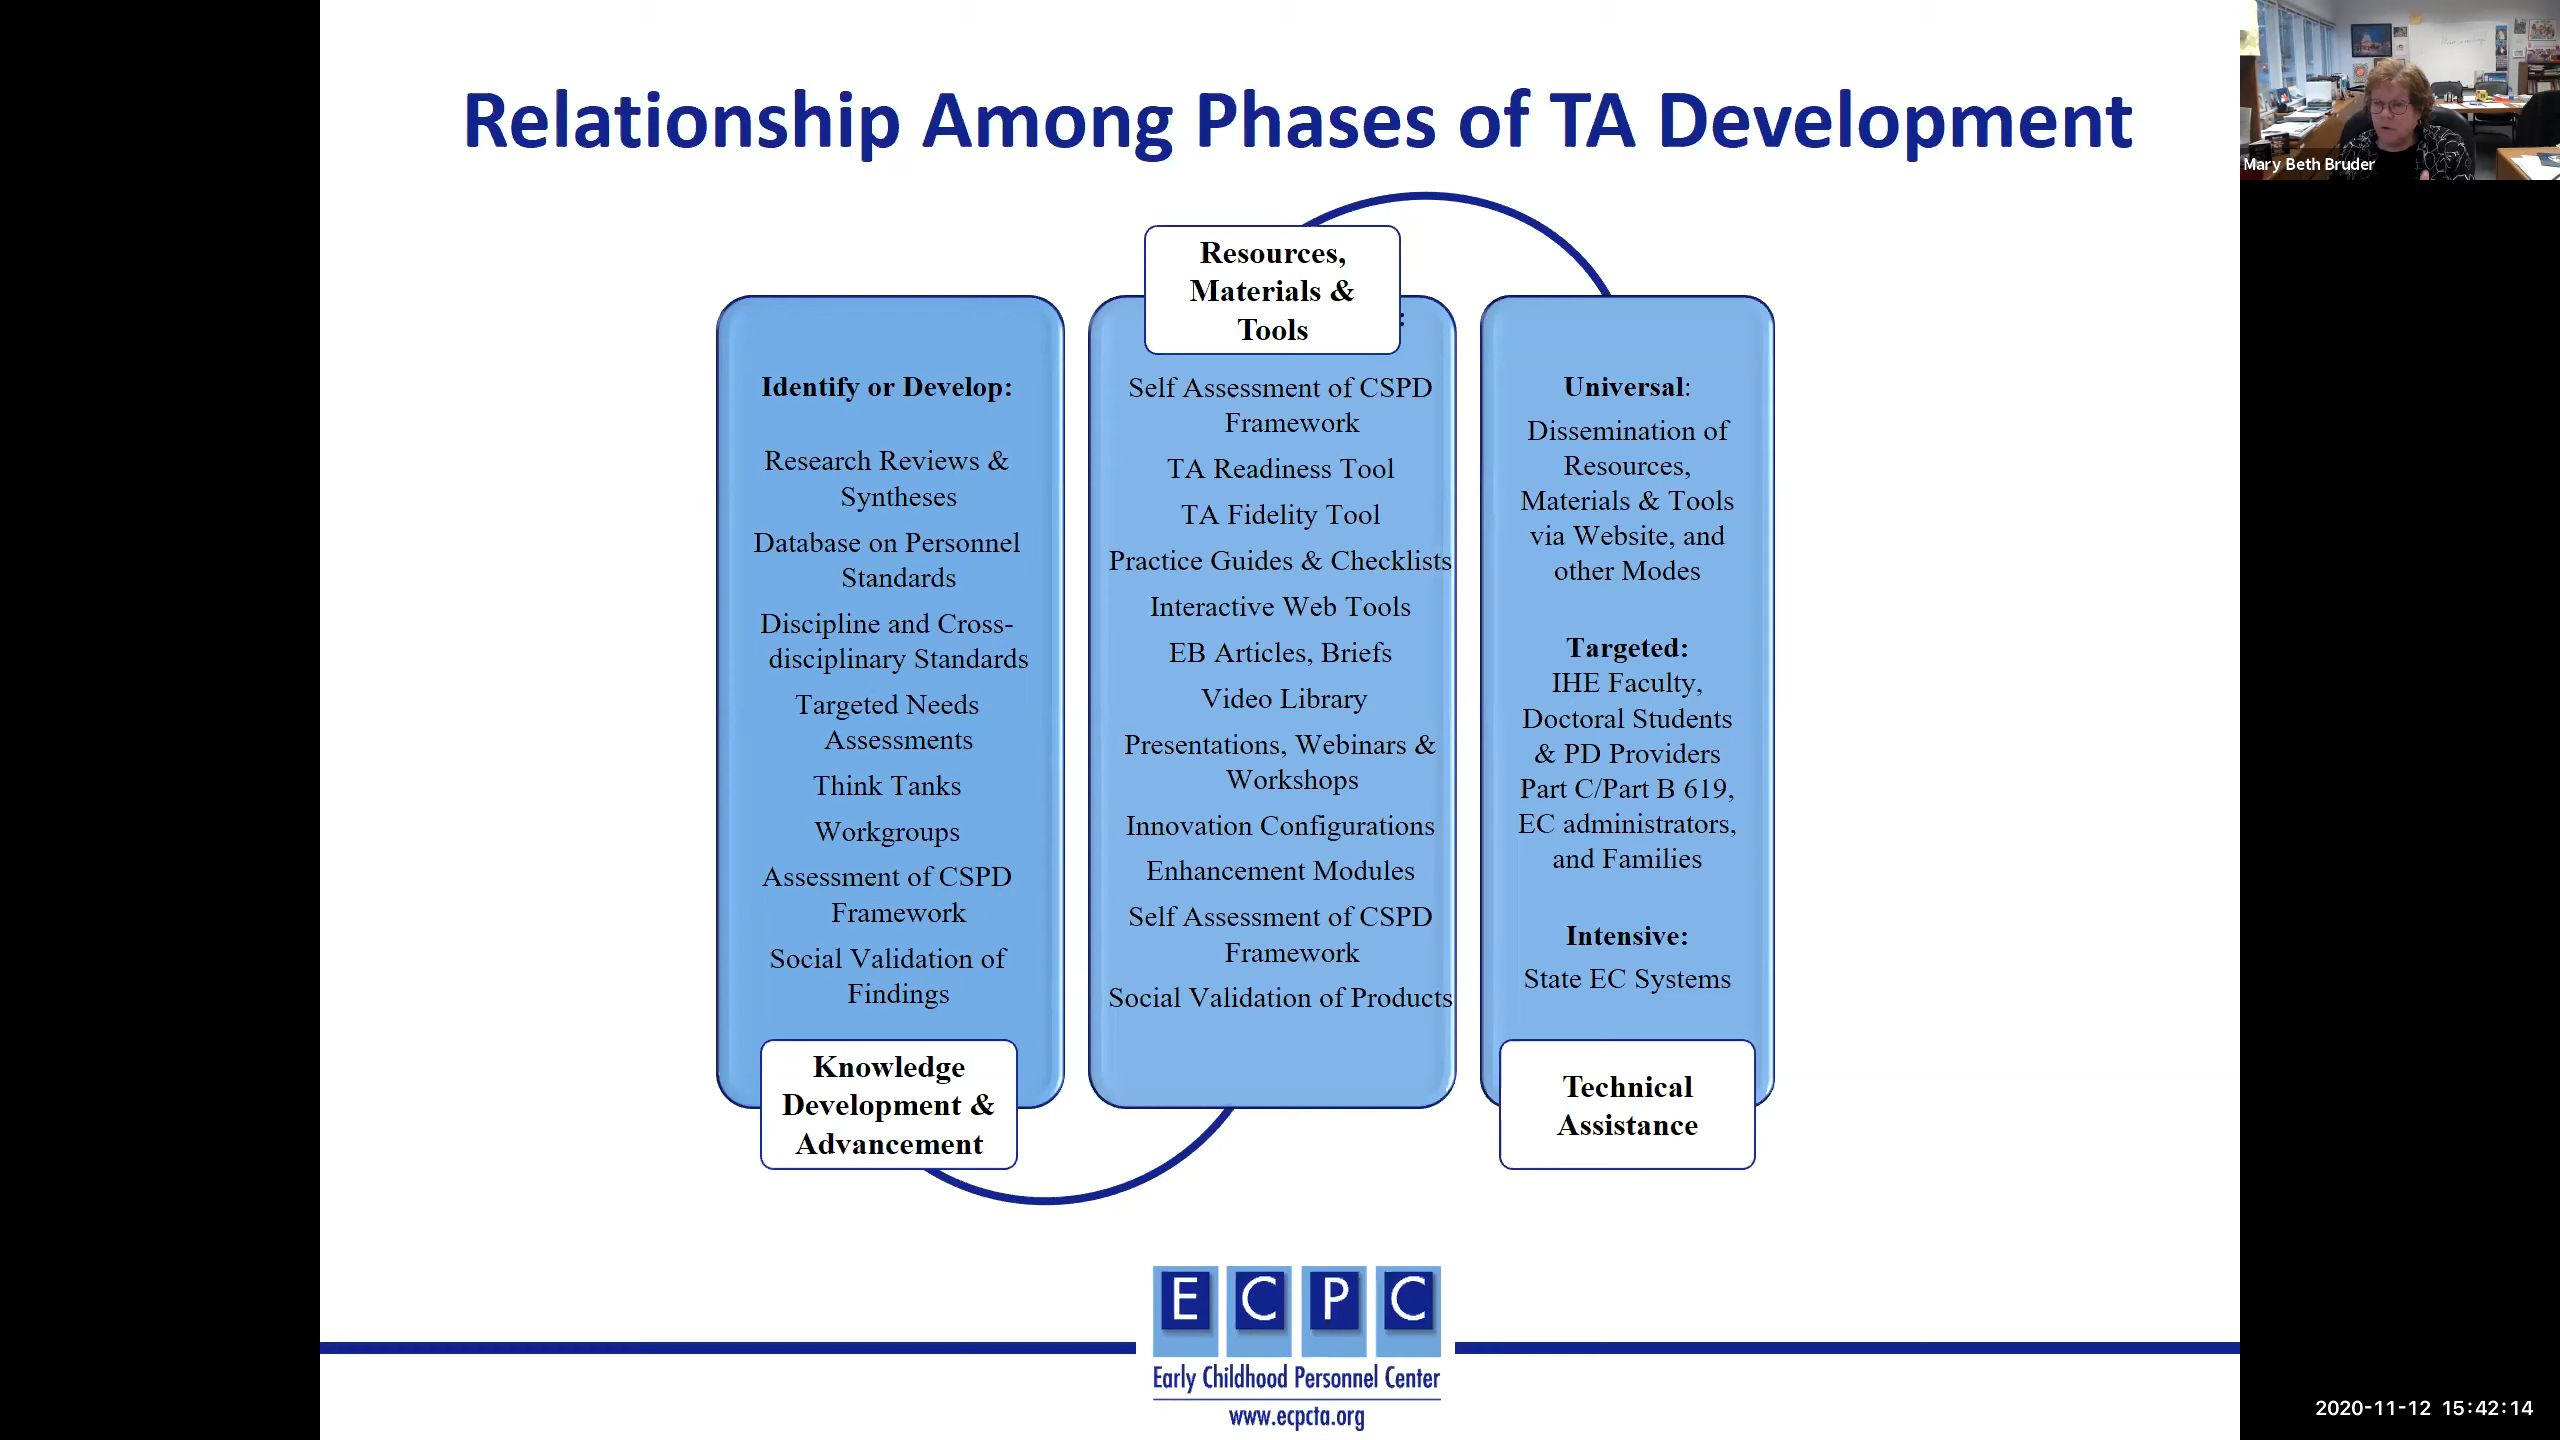 Relationship Among Phases of TA Development
Mary Beth Bruder
Identify or Develop:
Research Reviews &
Syntheses
Database on Personnel
Standards
Discipline and Cross-
disciplinary Standards
Targeted Needs
Assessments
Think Tanks
Workgroups
Assessment of CSPD
Framework
Social Validation of
Findings
Knowledge
Development &
Advancement
Resources,
Materials &
Tools
:
Self Assessment of CSPD
Framework
TA Readiness Tool
TA Fidelity Tool
Practice Guides & Checklists
Interactive Web Tools
EB Articles, Briefs
Video Library
Presentations, Webinars &
Workshops
Innovation Configurations
Enhancement Modules
Self Assessment of CSPD
Framework
Social Validation of Products
Universal:
Dissemination of
Resources,
Materials & Tools
via Website, and
other Modes
Targeted:
IHE Faculty,
Doctoral Students
& PD Providers
Part C/Part B 619,
EC administrators,
and Families
Intensive:
State EC Systems
Technical
Assistance
E C P C
Early Childhood Personnel Center
www.ecpcta.org
2020-11-12 15:42:14